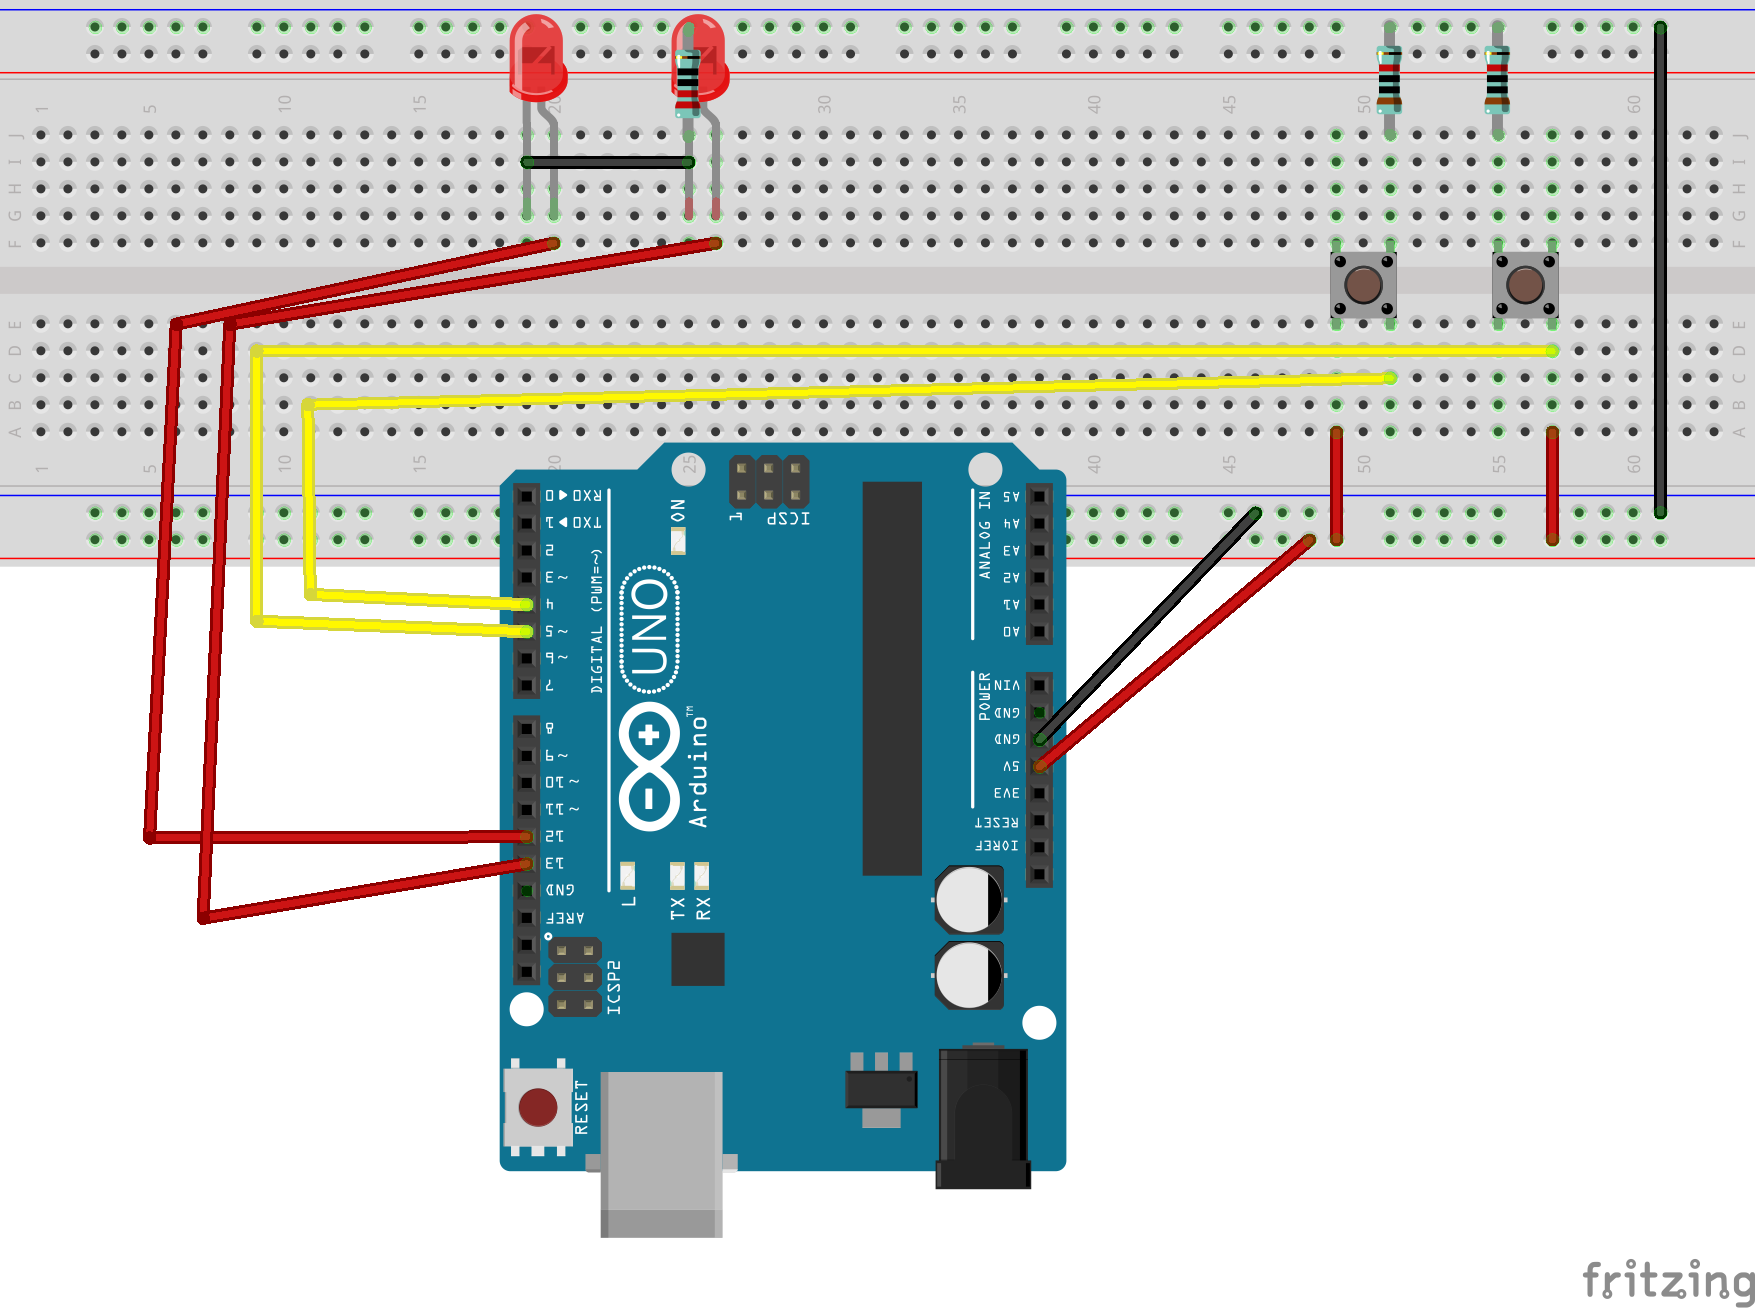 1 5 10 15 20 25 30 35 40 45 50 55 60
J J
I I
H H
G G
F F
E E
D D
C C
B B
A A
1 5 10 15 20 25 40 45 50 55 60
RX0 ◀ 0
TX0 ◀ 1
2
~3
4
~5
~6
7
8
~9
~10
~11
12
13
GND
AREF
DIGITAL (PWM=~)
ON
1
ICSP
UNO
Arduino™
L
TX
RX
ICSP2
RESET
ANALOG IN
A5
A4
A3
A2
A1
A0
POWER
VIN
GND
GND
5V
3V3
RESET
IOREF
fritzing